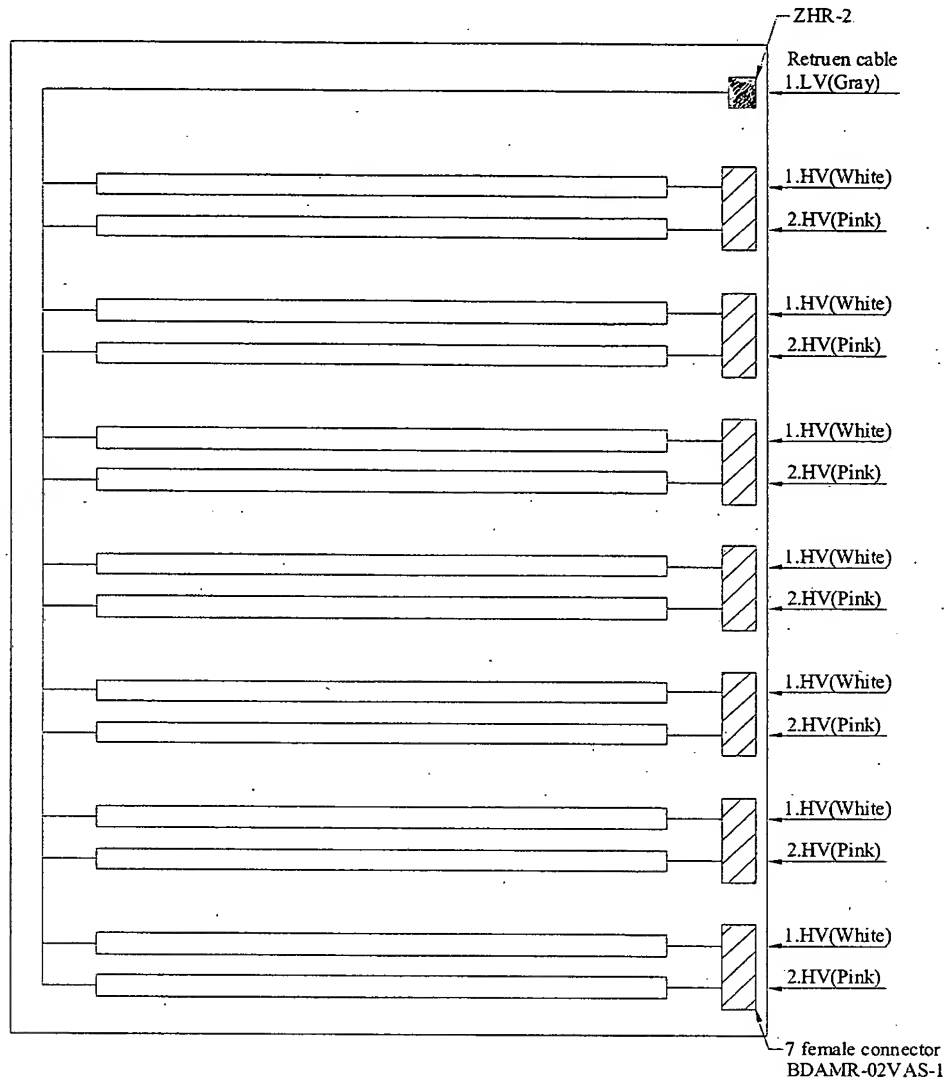 ZHR-2
Retruen cable
1.LV(Gray)
1.HV(White)
2.HV(Pink)
1.HV(White)
2.HV(Pink)
1.HV(White)
2.HV(Pink)
1.HV(White)
2.HV(Pink)
1.HV(White)
2.HV(Pink)
1.HV(White)
2.HV(Pink)
1.HV(White)
2.HV(Pink)
7 female connector
BDAMR-02VAS-1